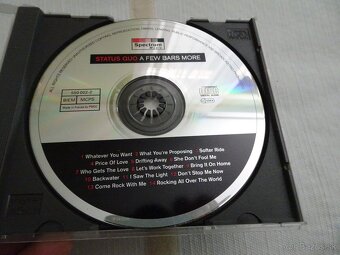 Spectrum
STATUS QUO A FEW BARS MORE
550 002-2
BIEM MCPS
Made in France by PMDC
1 Whatever You Want 2 What You're Proposing 3 Softer Ride
4 Price Of Love 5 Drifting Away 6 She Don't Fool Me
7 Who Gets The Love 8 Let's Work Together 9 Bring It On Home
10 Backwater 11 I Saw The Light 12 Don't Stop Me Now
13 Come Rock With Me 14 Rocking All Over The World